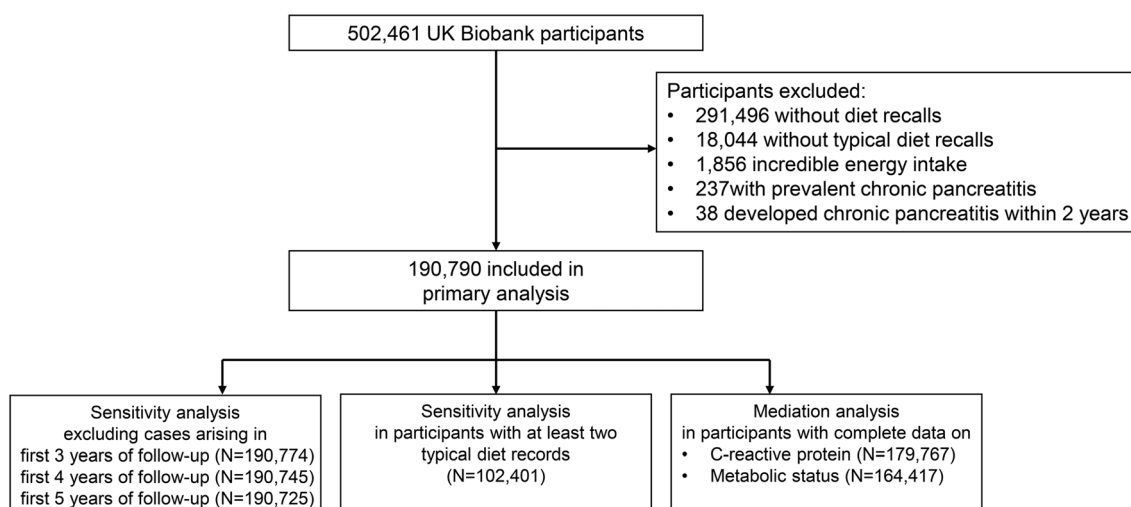 502,461 UK Biobank participants
Participants excluded:
• 291,496 without diet recalls
• 18,044 without typical diet recalls
• 1,856 incredible energy intake
• 237with prevalent chronic pancreatitis
• 38 developed chronic pancreatitis within 2 years
190,790 included in
primary analysis
Sensitivity analysis
excluding cases arising in
first 3 years of follow-up (N=190,774)
first 4 years of follow-up (N=190,745)
first 5 years of follow-up (N=190,725)
Sensitivity analysis
in participants with at least two
typical diet records
(N=102,401)
Mediation analysis
in participants with complete data on
• C-reactive protein (N=179,767)
• Metabolic status (N=164,417)